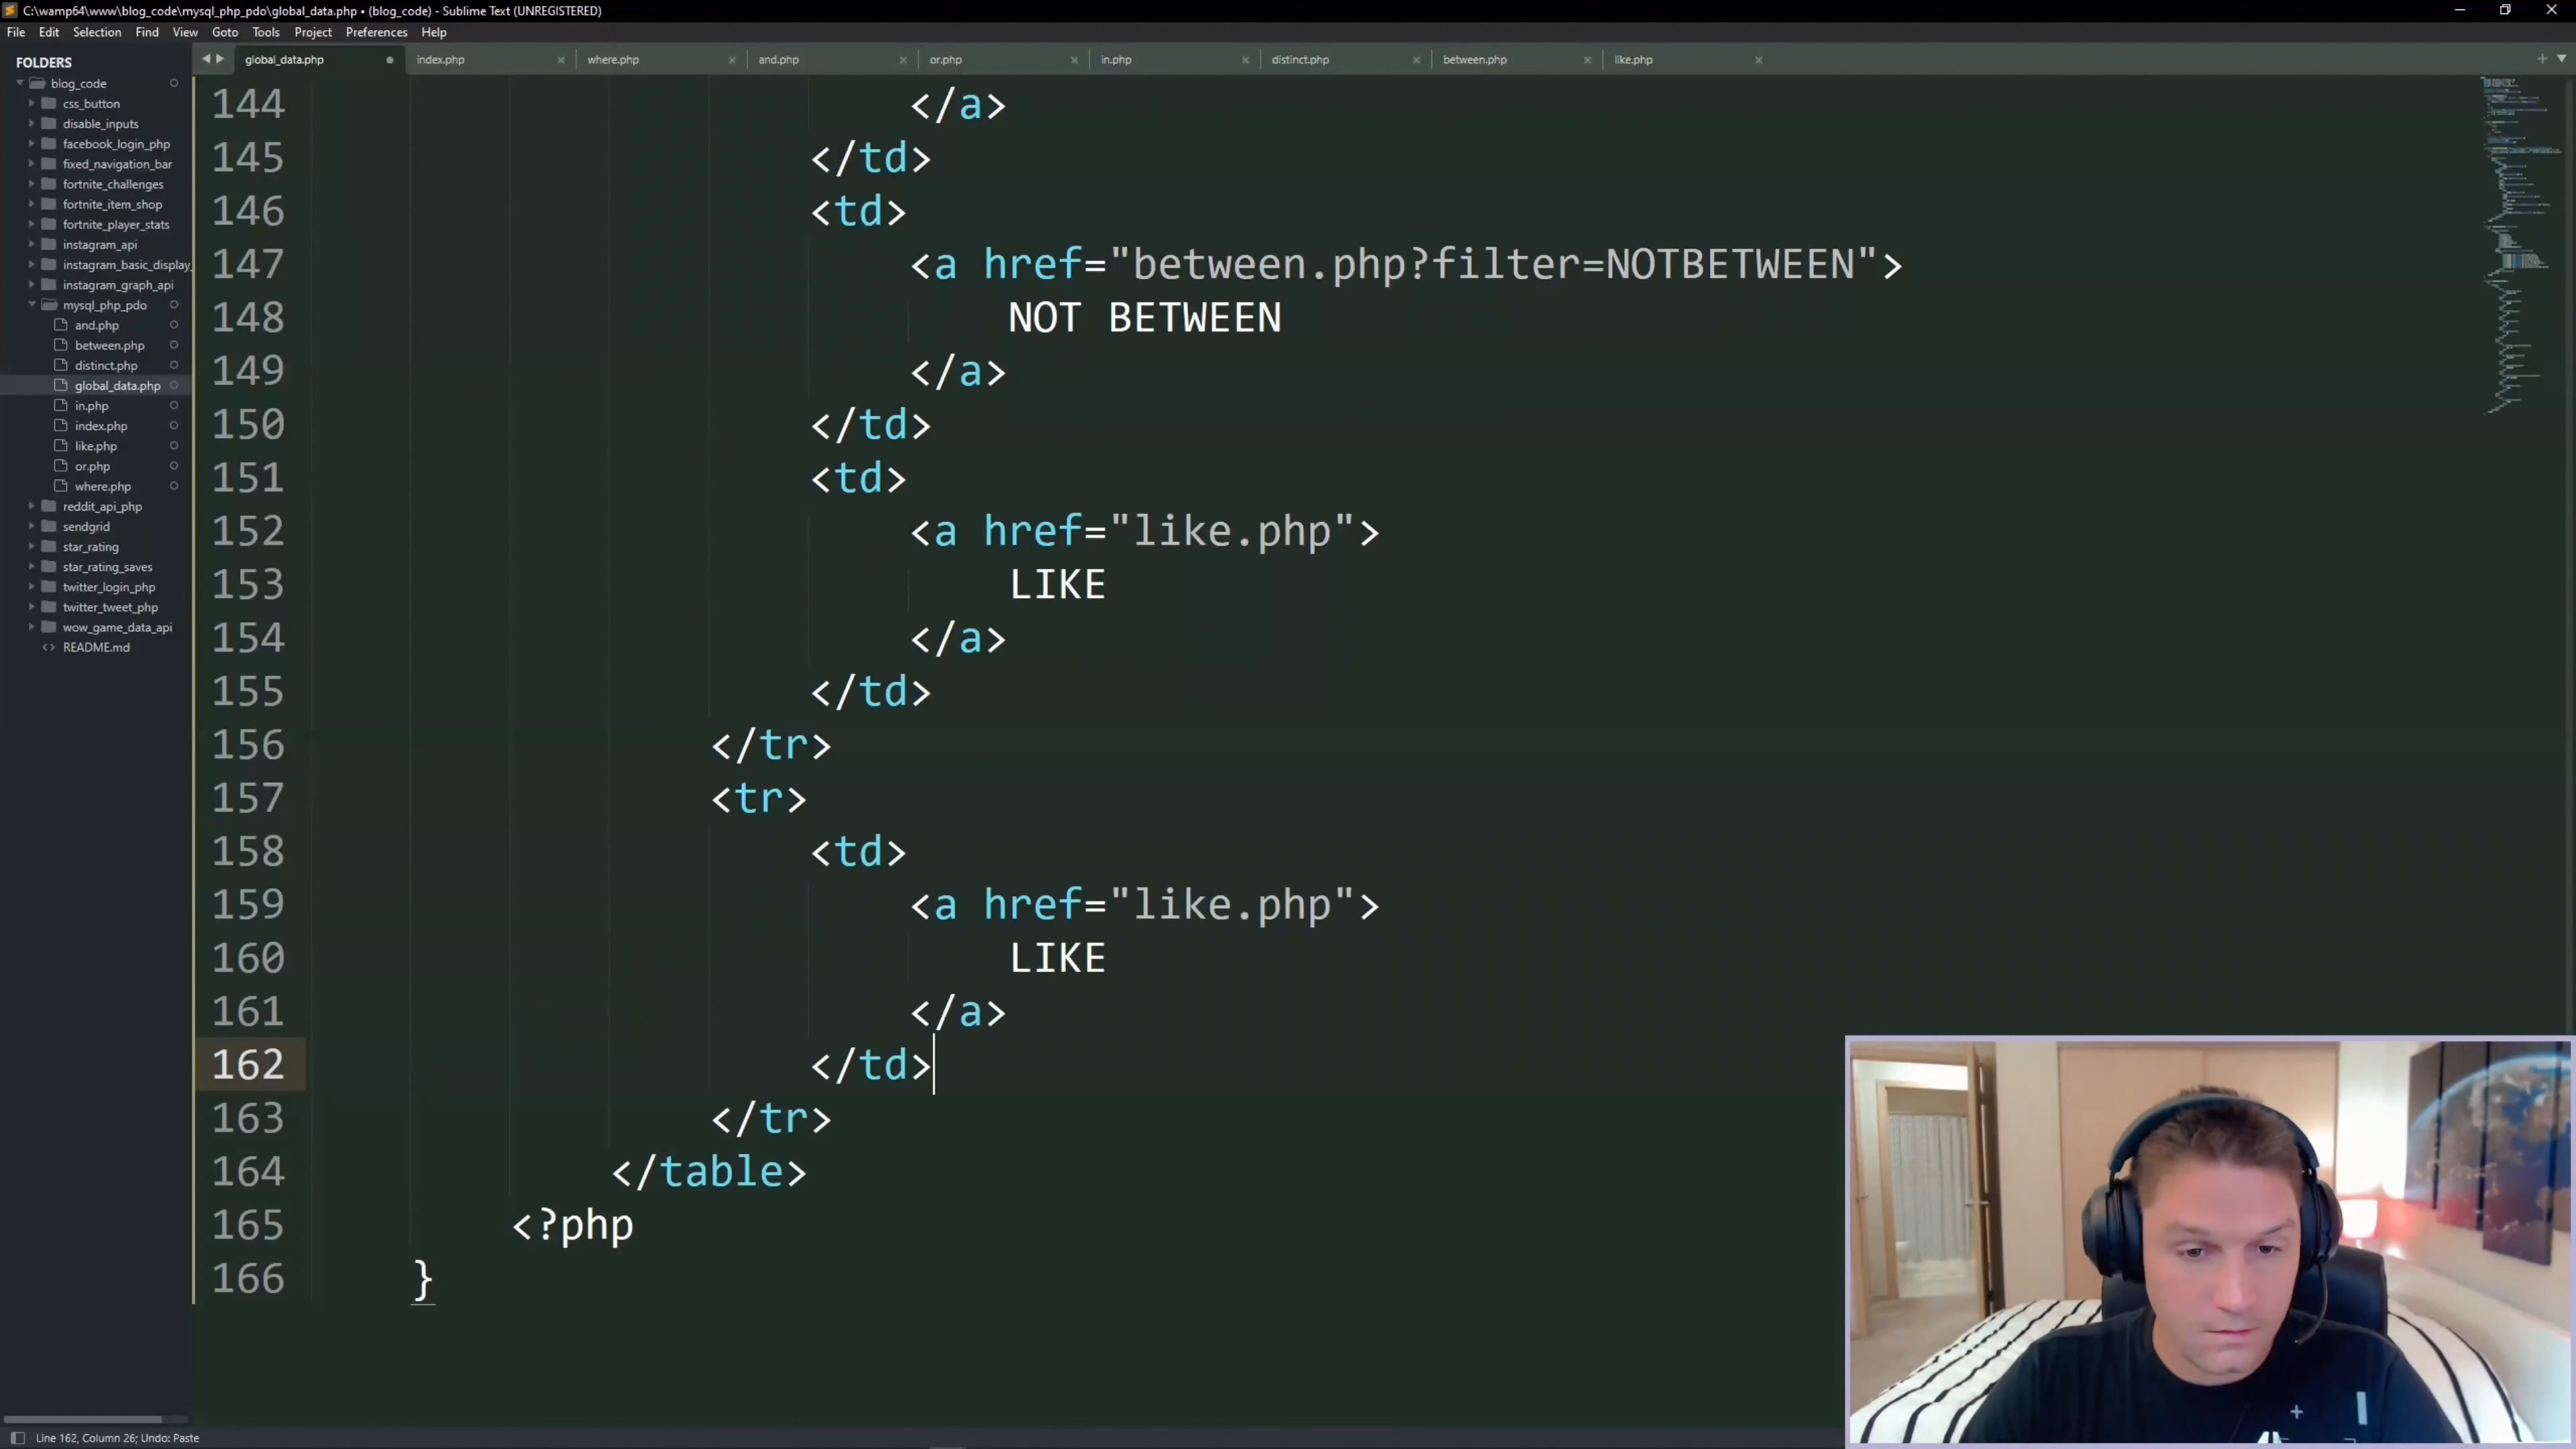 C:\wamp64\www\blog_code\mysql_php_pdo\global_data.php • (blog_code) - Sublime Text (UNREGISTERED)
File Edit Selection Find View Goto Tools Project Preferences Help
FOLDERS
blog_code
css_button
disable_inputs
facebook_login_php
fixed_navigation_bar
fortnite_challenges
fortnite_item_shop
fortnite_player_stats
instagram_api
instagram_basic_display_
instagram_graph_api
mysql_php_pdo
and.php
between.php
distinct.php
global_data.php
in.php
index.php
like.php
or.php
where.php
reddit_api_php
sendgrid
star_rating
star_rating_saves
twitter_login_php
twitter_tweet_php
wow_game_data_api
README.md
global_data.php index.php where.php and.php or.php in.php distinct.php between.php like.php
144 </a>
145 </td>
146 <td>
147 <a href="between.php?filter=NOTBETWEEN">
148 NOT BETWEEN
149 </a>
150 </td>
151 <td>
152 <a href="like.php">
153 LIKE
154 </a>
155 </td>
156 </tr>
157 <tr>
158 <td>
159 <a href="like.php">
160 LIKE
161 </a>
162 </td>
163 </tr>
164 </table>
165 <?php
166 }
Line 162, Column 26; Undo: Paste